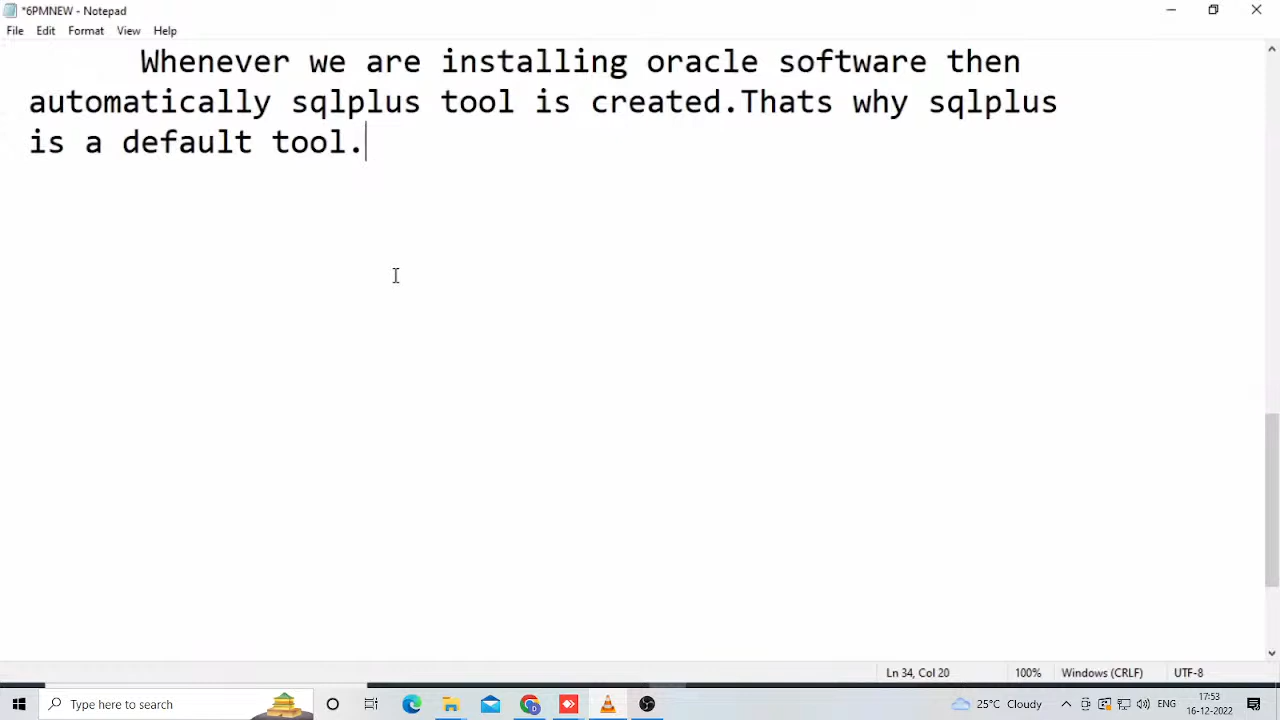 *6PMNEW - Notepad
File Edit Format View Help
Whenever we are installing oracle software then
automatically sqlplus tool is created.Thats why sqlplus
is a default tool.
Ln 34, Col 20 100% Windows (CRLF) UTF-8
Type here to search 25°C Cloudy ENG 17:53
16-12-2022